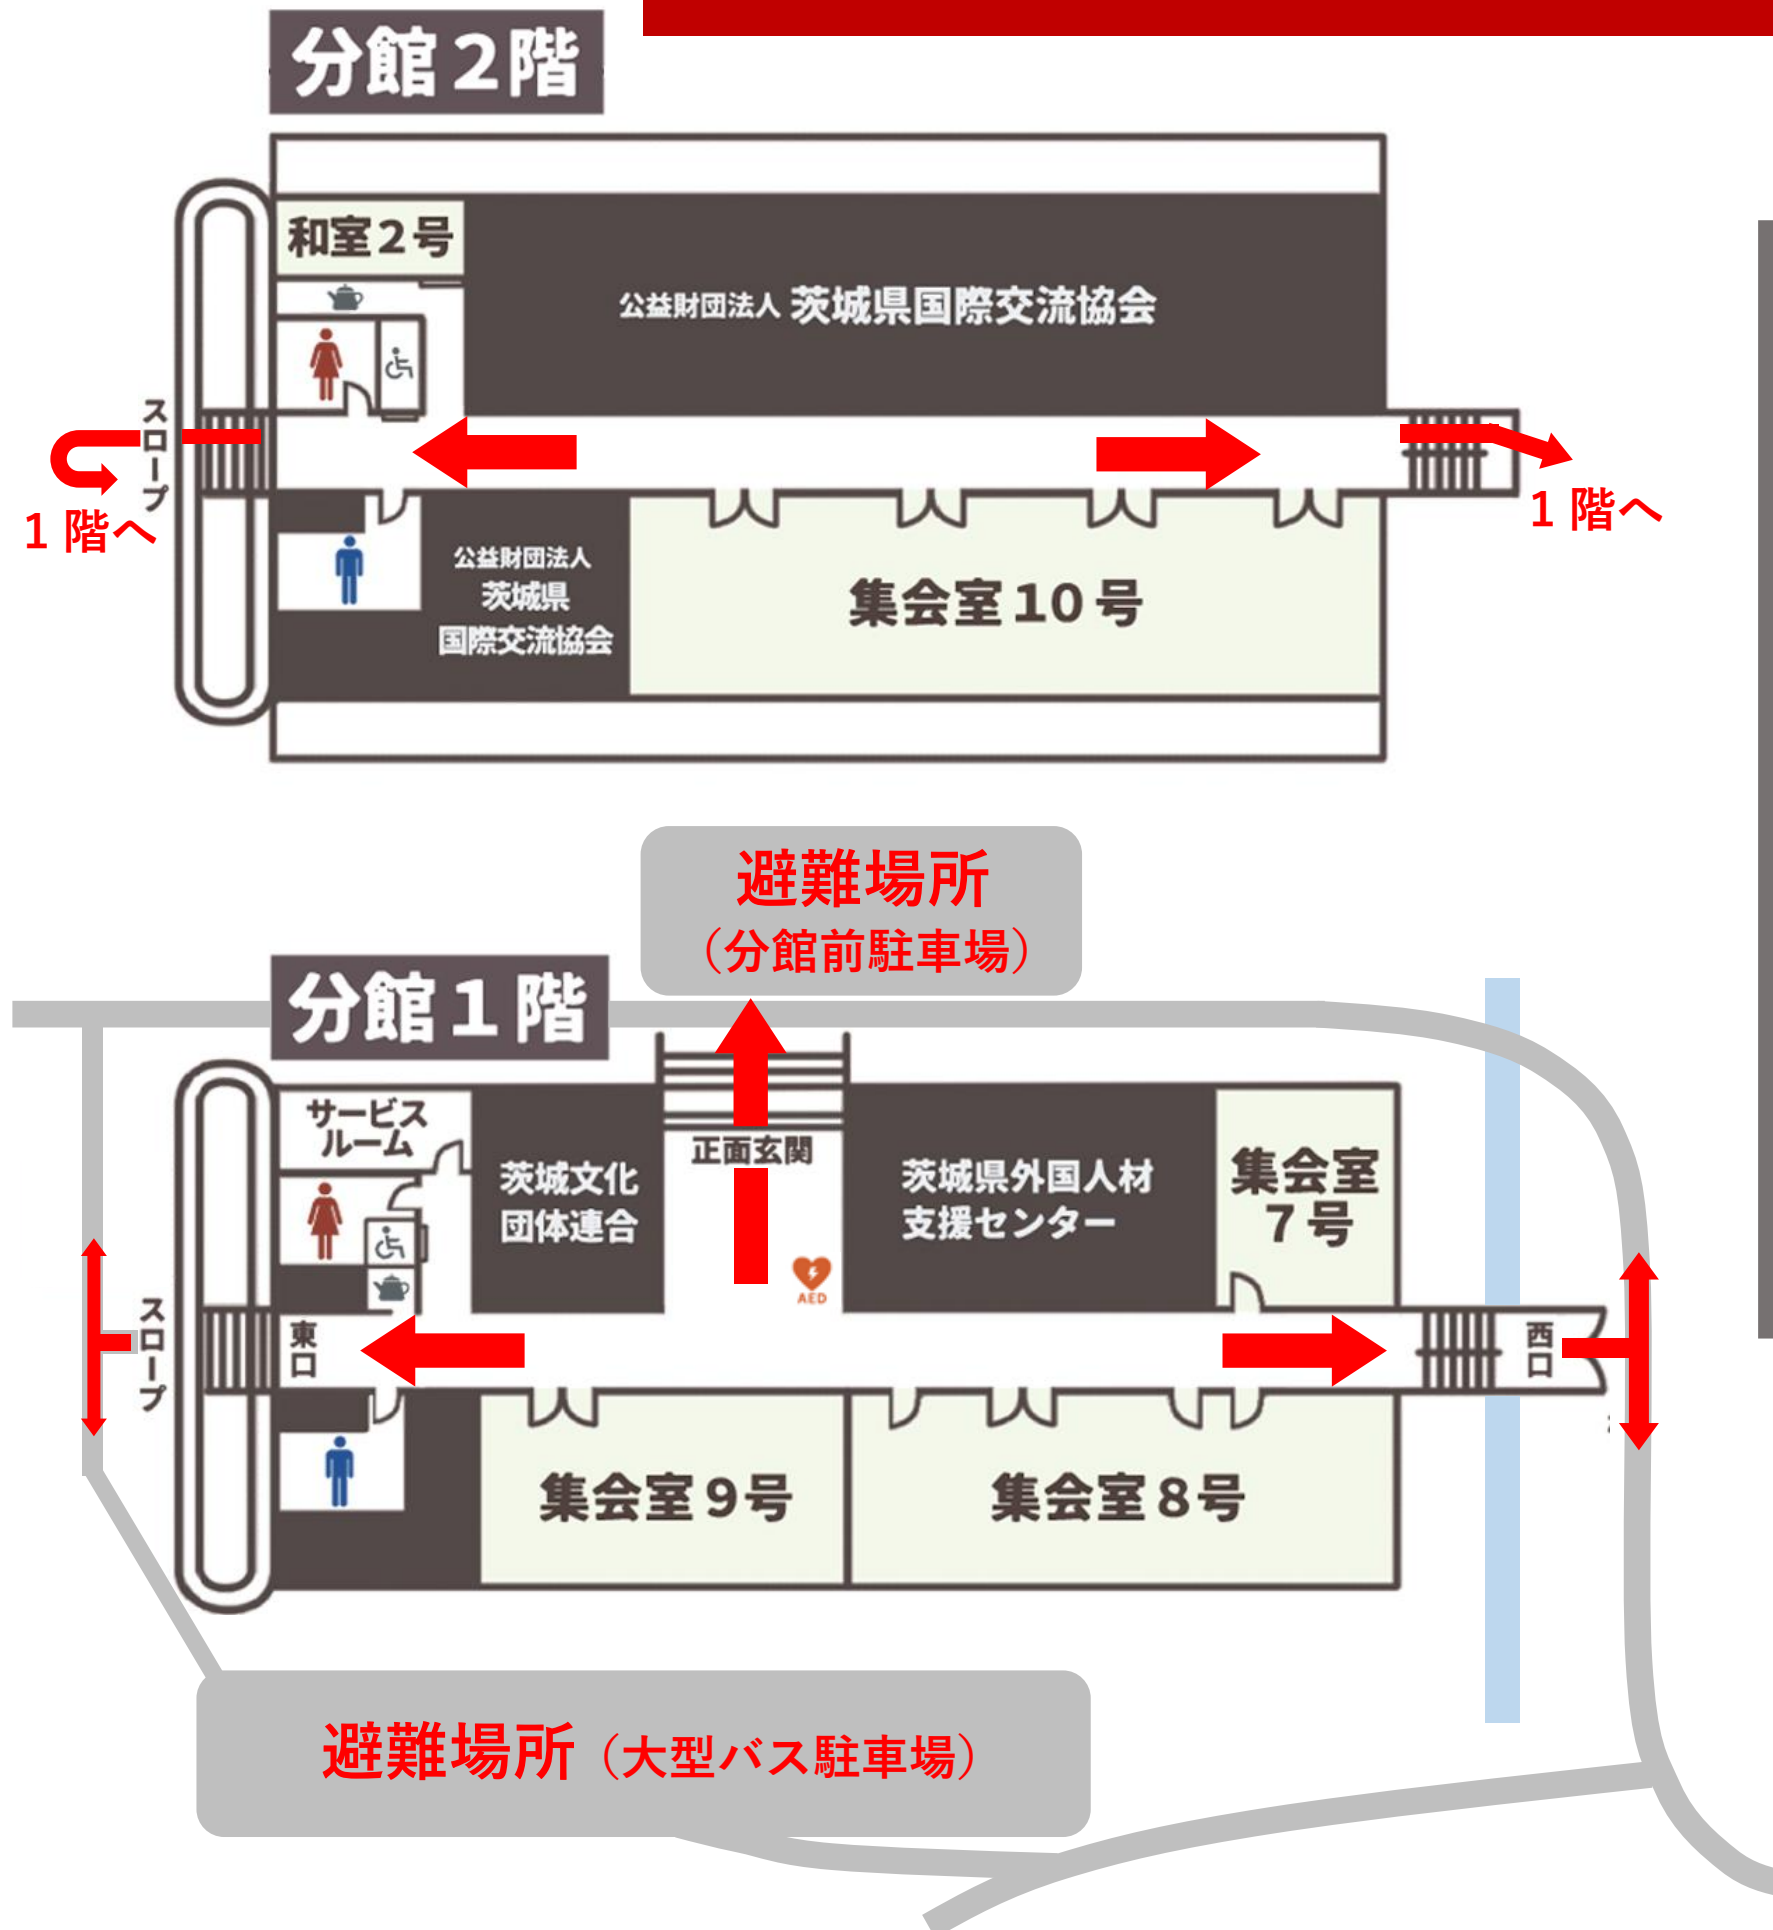 分館２階
和室２号
公益財団法人 茨城県国際交流協会
スロープ
１階へ
１階へ
公益財団法人
茨城県
国際交流協会
集会室１０号
避難場所
（分館前駐車場）
分館１階
サービス
ルーム
茨城文化
団体連合
正面玄関
AED
茨城県外国人材
支援センター
集会室
７号
スロープ
東口
西口
集会室９号
集会室８号
避難場所（大型バス駐車場）